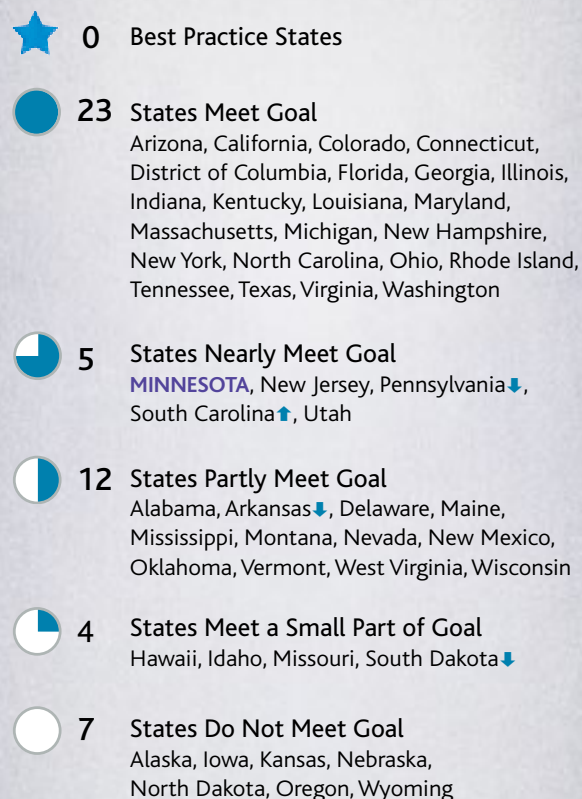 0 Best Practice States
23 States Meet Goal
Arizona, California, Colorado, Connecticut,
District of Columbia, Florida, Georgia, Illinois,
Indiana, Kentucky, Louisiana, Maryland,
Massachusetts, Michigan, New Hampshire,
New York, North Carolina, Ohio, Rhode Island,
Tennessee, Texas, Virginia, Washington
5 States Nearly Meet Goal
MINNESOTA, New Jersey, Pennsylvania⬇,
South Carolina⬆, Utah
12 States Partly Meet Goal
Alabama, Arkansas⬇, Delaware, Maine,
Mississippi, Montana, Nevada, New Mexico,
Oklahoma, Vermont, West Virginia, Wisconsin
4 States Meet a Small Part of Goal
Hawaii, Idaho, Missouri, South Dakota⬇
7 States Do Not Meet Goal
Alaska, Iowa, Kansas, Nebraska,
North Dakota, Oregon, Wyoming